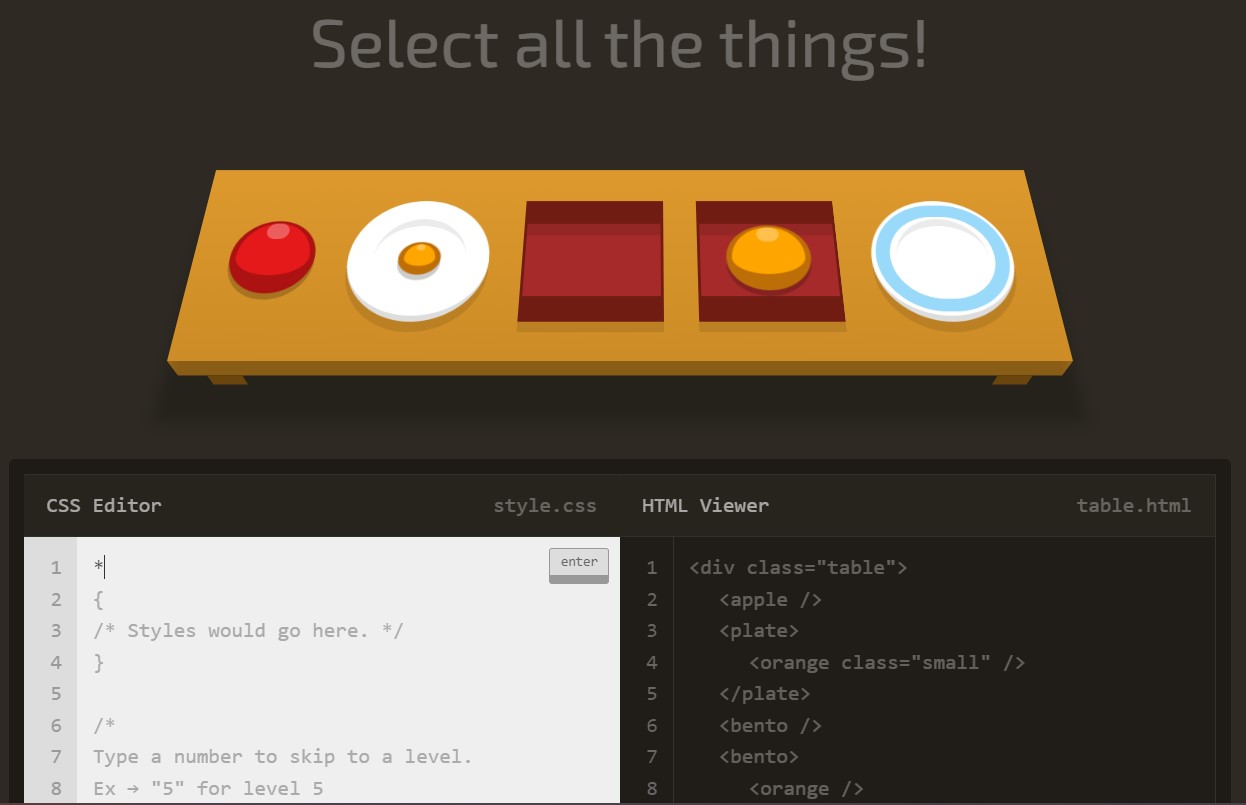 Select all the things!
CSS Editor style.css
HTML Viewer table.html
1 *
enter
2 {
3 /* Styles would go here. */
4 }
5
6 /*
7 Type a number to skip to a level.
8 Ex → "5" for level 5
1 <div class="table">
2 <apple />
3 <plate>
4 <orange class="small" />
5 </plate>
6 <bento />
7 <bento>
8 <orange />